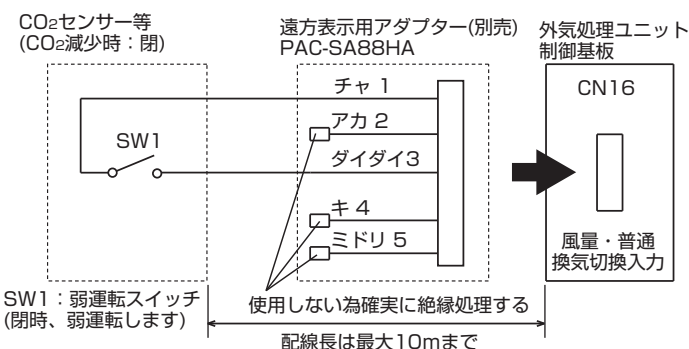 CO₂センサー等
(CO₂減少時：閉)
遠方表示用アダプター(別売)
PAC-SA88HA
外気処理ユニット
制御基板
チャ 1
CN16
アカ 2
SW1
ダイダイ3
キ 4
ミドリ 5
風量・普通
換気切換入力
SW1：弱運転スイッチ
(閉時、弱運転します)
使用しない為確実に絶縁処理する
配線長は最大10mまで